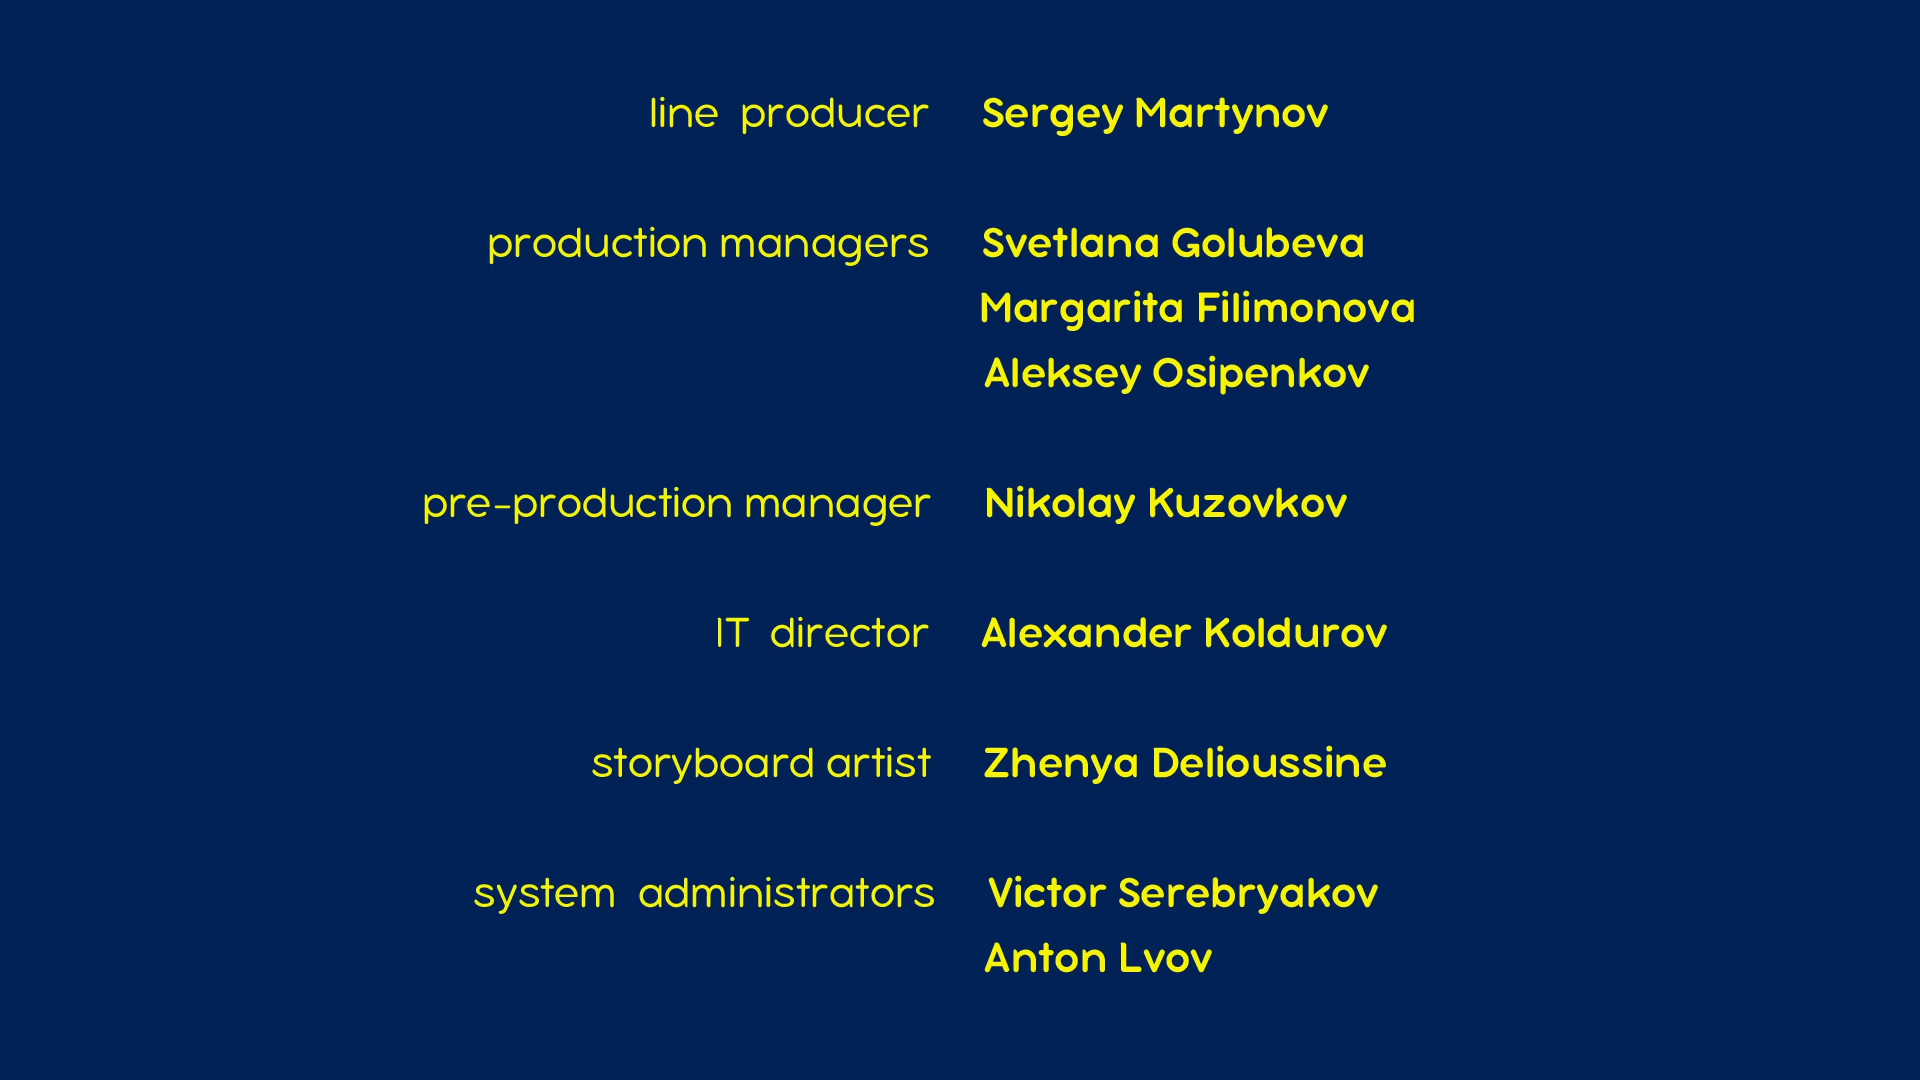 line producer Sergey Martynov
production managers Svetlana Golubeva
Margarita Filimonova
Aleksey Osipenkov
pre-production manager Nikolay Kuzovkov
IT director Alexander Koldurov
storyboard artist Zhenya Delioussine
system administrators Victor Serebryakov
Anton Lvov